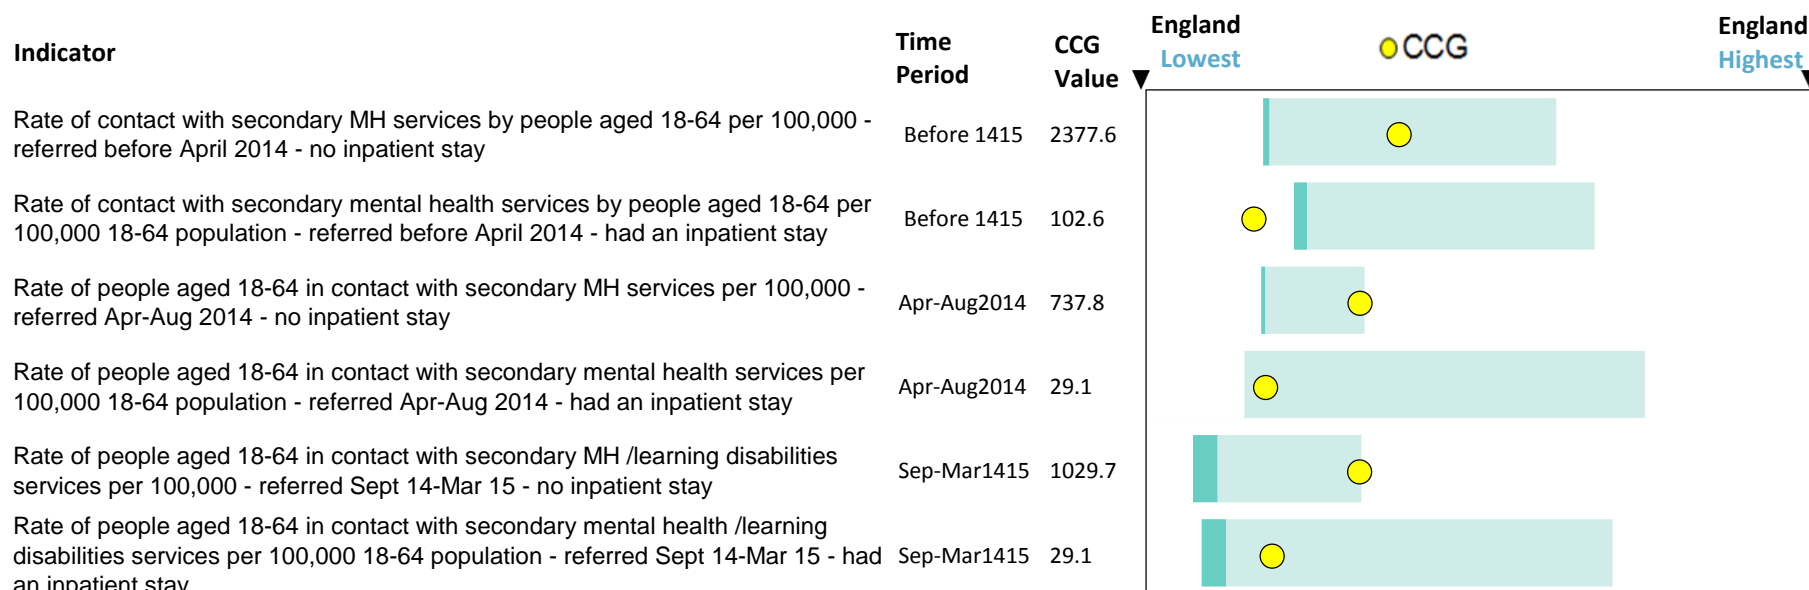 Indicator
Time Period
CCG Value
England Lowest
CCG
England Highest
Rate of contact with secondary MH services by people aged 18-64 per 100,000 -
referred before April 2014 - no inpatient stay
Before 1415 2377.6
Rate of contact with secondary mental health services by people aged 18-64 per
100,000 18-64 population - referred before April 2014 - had an inpatient stay
Before 1415 102.6
Rate of people aged 18-64 in contact with secondary MH services per 100,000 -
referred Apr-Aug 2014 - no inpatient stay
Apr-Aug2014 737.8
Rate of people aged 18-64 in contact with secondary mental health services per
100,000 18-64 population - referred Apr-Aug 2014 - had an inpatient stay
Apr-Aug2014 29.1
Rate of people aged 18-64 in contact with secondary MH /learning disabilities
services per 100,000 - referred Sept 14-Mar 15 - no inpatient stay
Sep-Mar1415 1029.7
Rate of people aged 18-64 in contact with secondary mental health /learning
disabilities services per 100,000 18-64 population - referred Sept 14-Mar 15 - had
an inpatient stay
Sep-Mar1415 29.1